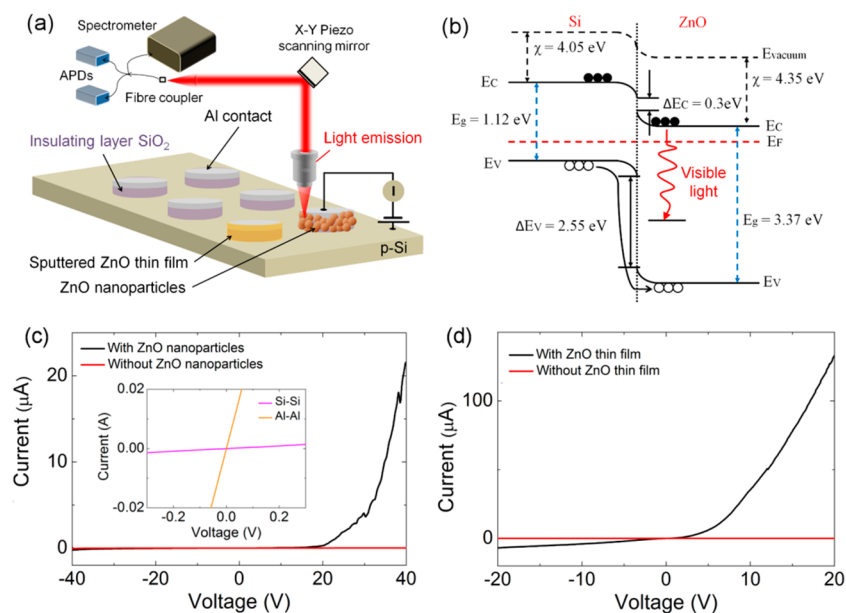 (a)
Spectrometer
X-Y Piezo
scanning mirror
APDs
Fibre coupler
Al contact
Light emission
Insulating layer SiO2
I
p-Si
Sputtered ZnO thin film
ZnO nanoparticles
(b)
Si
ZnO
χ = 4.05 eV
Evacuum
χ = 4.35 eV
EC
ΔEC = 0.3eV
Eg = 1.12 eV
EC
EF
EV
Visible
light
ΔEV = 2.55 eV
Eg = 3.37 eV
EV
(c)
With ZnO nanoparticles
Without ZnO nanoparticles
Current (μA)
20
10
0
-40
-20
0
20
40
Voltage (V)
Si-Si
Al-Al
Current (A)
0.02
0.00
-0.02
-0.2
0.0
0.2
Voltage (V)
(d)
With ZnO thin film
Without ZnO thin film
Current (μA)
100
0
-20
-10
0
10
20
Voltage (V)